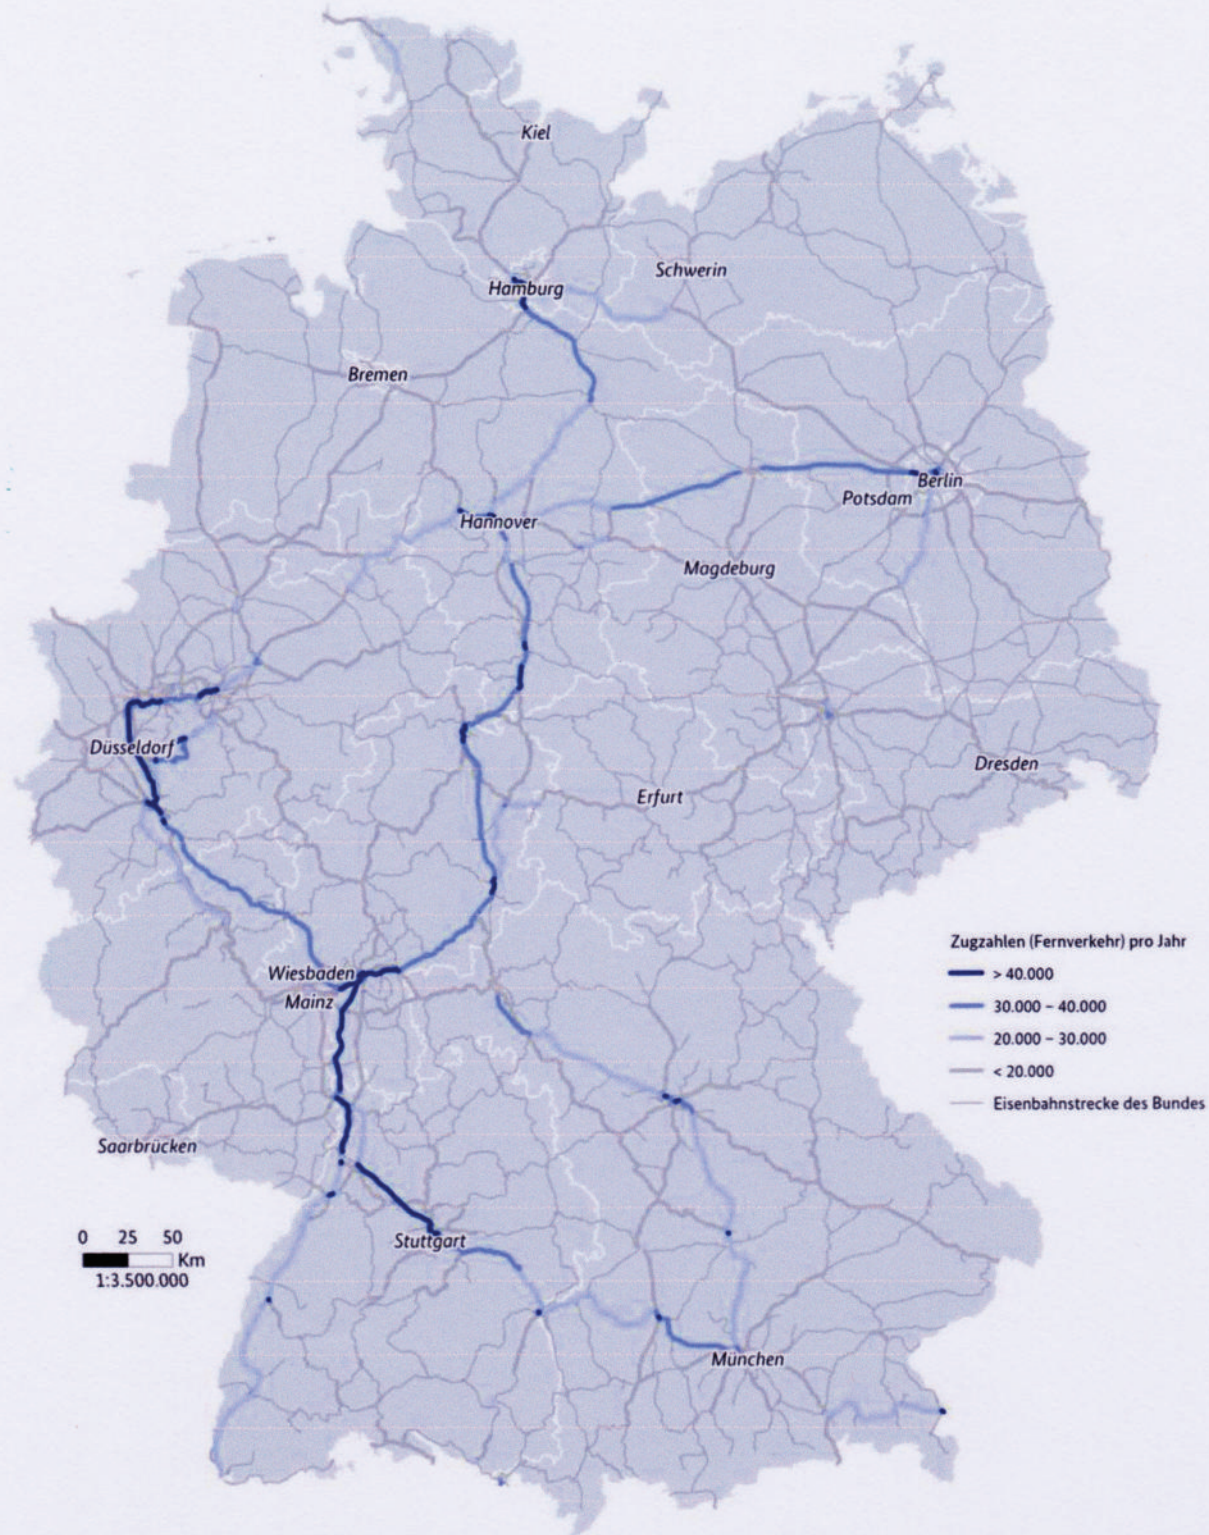 Kiel
Schwerin
Hamburg
Bremen
Berlin
Potsdam
Hannover
Magdeburg
Düsseldorf
Dresden
Erfurt
Zugzahlen (Fernverkehr) pro Jahr
> 40.000
30.000 – 40.000
20.000 – 30.000
< 20.000
Eisenbahnstrecke des Bundes
Wiesbaden
Mainz
Saarbrücken
Stuttgart
0 25 50 Km
1:3.500.000
München